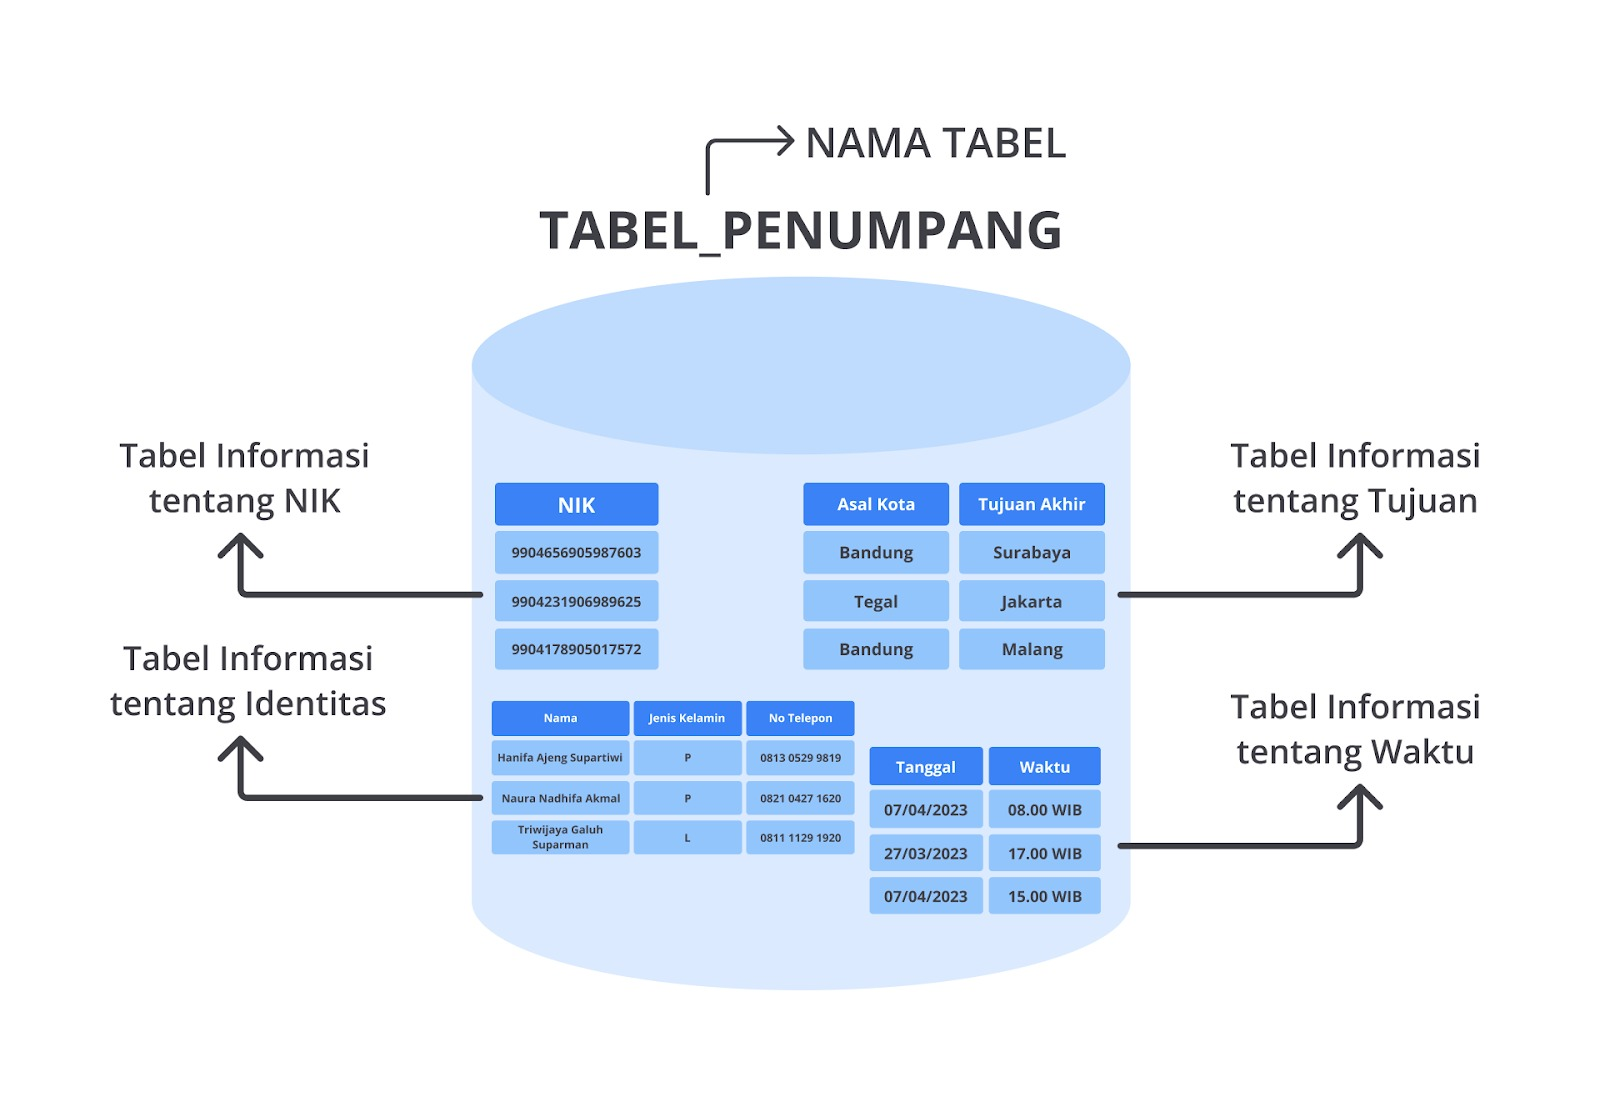 NAMA TABEL
TABEL_PENUMPANG
Tabel Informasi
tentang NIK
Tabel Informasi
tentang Identitas
NIK
9904656905987603
9904231906989625
9904178905017572
Asal Kota Tujuan Akhir
Bandung Surabaya
Tegal Jakarta
Bandung Malang
Nama Jenis Kelamin No Telepon
Hanifa Ajeng Supartiwi P 0813 0529 9819
Naura Nadhifa Akmal P 0821 0427 1620
Triwijaya Galuh
Suparman L 0811 1129 1920
Tanggal Waktu
07/04/2023 08.00 WIB
27/03/2023 17.00 WIB
07/04/2023 15.00 WIB
Tabel Informasi
tentang Tujuan
Tabel Informasi
tentang Waktu